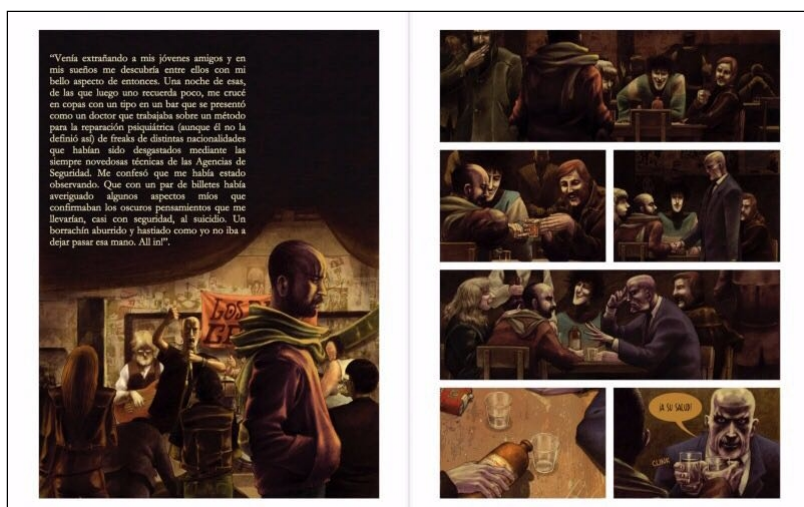 “Venía extrañando a mis jóvenes amigos y en
mis sueños me descubría entre ellos con mi
bello aspecto de entonces. Una noche de esas,
de las que luego uno recuerda poco, me crucé
en copas con un tipo en un bar que se presentó
como un doctor que trabajaba sobre un método
para la reparación psiquiátrica (aunque él no la
definió así) de freaks de distintas nacionalidades
que habían sido desgastados mediante las
siempre novedosas técnicas de las Agencias de
Seguridad. Me confesó que me había estado
observando. Que con un par de billetes había
averiguado algunos aspectos míos que
confirmaban los oscuros pensamientos que me
llevarían, casi con seguridad, al suicidio. Un
borrachín aburrido y hastiado como yo no iba a
dejar pasar esa mano. All in!”.
LOS
GE
¡A SU SALUD!
CLINK